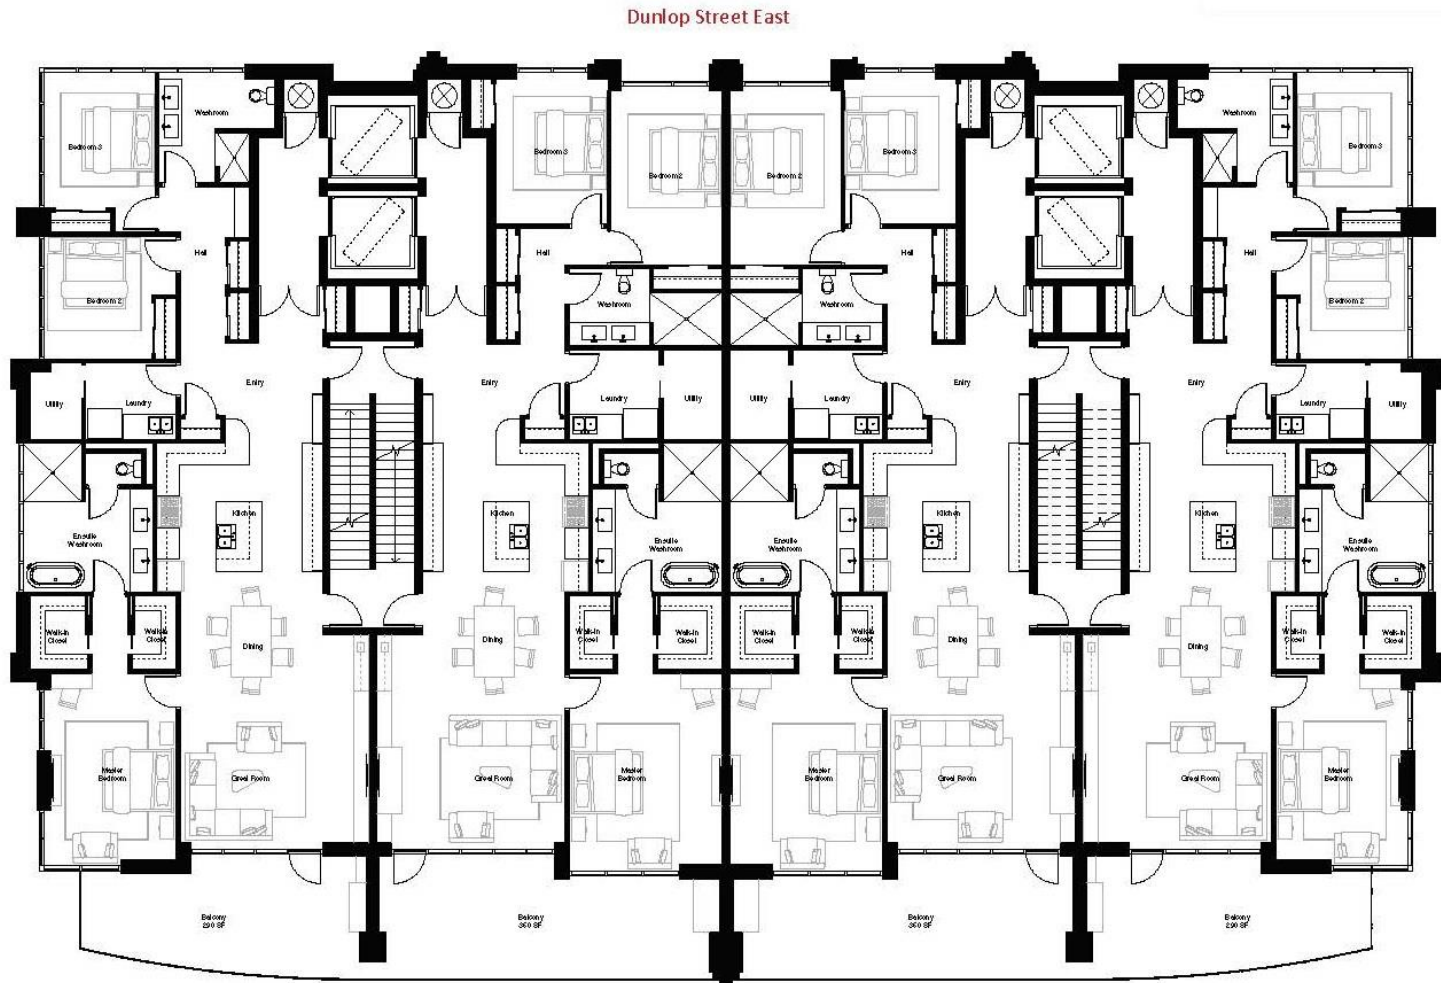 Dunlop Street East
Washroom
Washroom
Bedroom 3
Bedroom 3
Bedroom 3
Bedroom 3
Bedroom 2
Bedroom 2
Hall
Hall
Hall
Hall
Bedroom 2
Washroom
Washroom
Bedroom 2
Entry
Entry
Entry
Entry
Utility
Laundry
Laundry
Utility
Utility
Laundry
Laundry
Utility
Kitchen
Kitchen
Kitchen
Kitchen
Ensuite
Washroom
Ensuite
Washroom
Ensuite
Washroom
Ensuite
Washroom
Walk-in
Closet
Walk-in
Closet
Dining
Dining
Walk-in
Closet
Walk-in
Closet
Walk-in
Closet
Walk-in
Closet
Dining
Dining
Walk-in
Closet
Walk-in
Closet
Master
Bedroom
Great Room
Great Room
Master
Bedroom
Master
Bedroom
Great Room
Great Room
Master
Bedroom
Balcony
290 SF
Balcony
360 SF
Balcony
360 SF
Balcony
290 SF